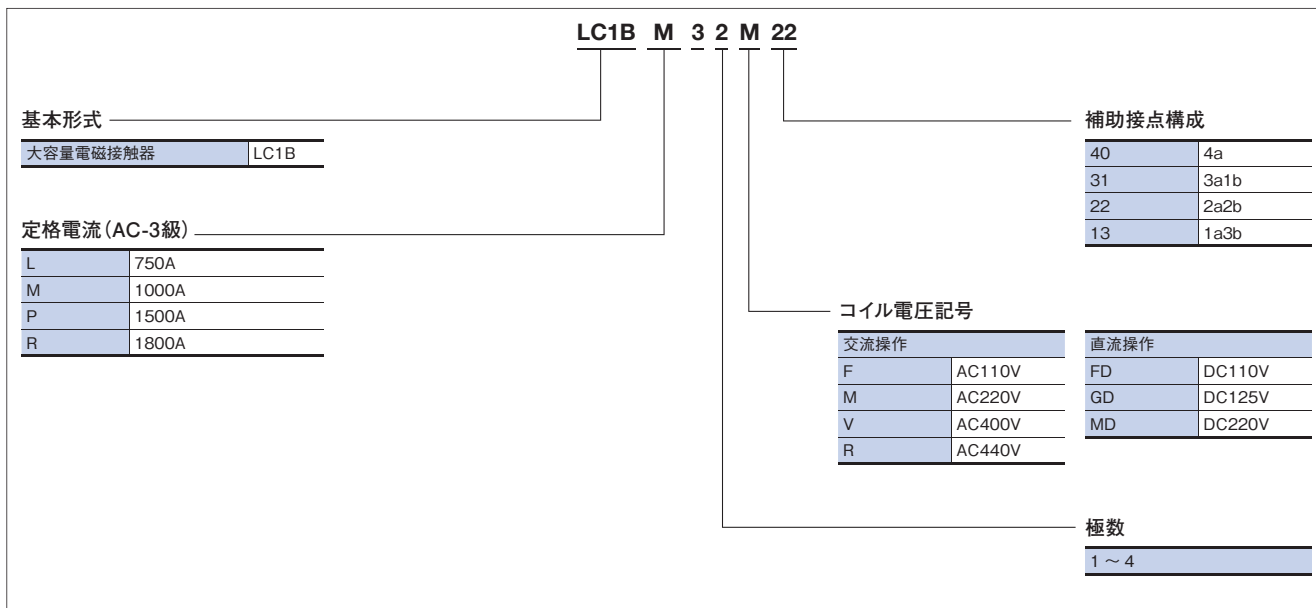 LC1B M 3 2 M 22
基本形式
大容量電磁接触器 LC1B
定格電流(AC-3級)
L 750A
M 1000A
P 1500A
R 1800A
補助接点構成
40 4a
31 3a1b
22 2a2b
13 1a3b
コイル電圧記号
交流操作
F AC110V
M AC220V
V AC400V
R AC440V
直流操作
FD DC110V
GD DC125V
MD DC220V
極数
1 ~ 4